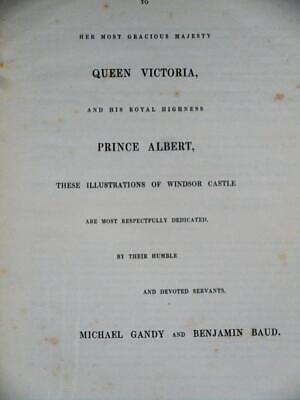 TO
HER MOST GRACIOUS MAJESTY
QUEEN VICTORIA,
AND HIS ROYAL HIGHNESS
PRINCE ALBERT,
THESE ILLUSTRATIONS OF WINDSOR CASTLE
ARE MOST RESPECTFULLY DEDICATED,
BY THEIR HUMBLE
AND DEVOTED SERVANTS,
MICHAEL GANDY AND BENJAMIN BAUD.